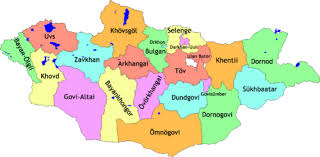 Uvs
Khövsgöl
Selenge
Bayan-Ölgii
Zavkhan
Orkhon
Bulgan
Darkhan-Uul
Ulan Bator
Khentii
Dornod
Khovd
Arkhangai
Töv
Govi-Altai
Bayankhongor
Övörkhangai
Govisümber
Sükhbaatar
Dundgovi
Dornogovi
Ömnögovi